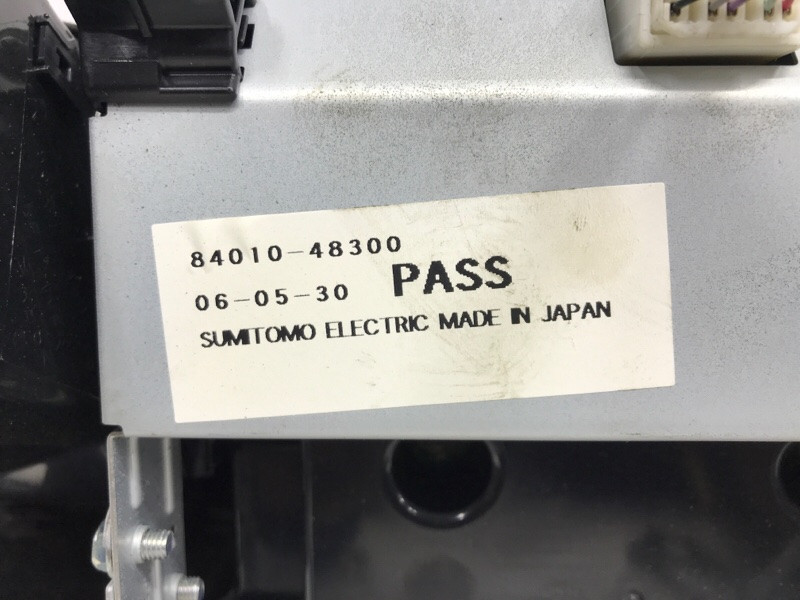 84010-48300
06-05-30 PASS
SUMITOMO ELECTRIC MADE IN JAPAN